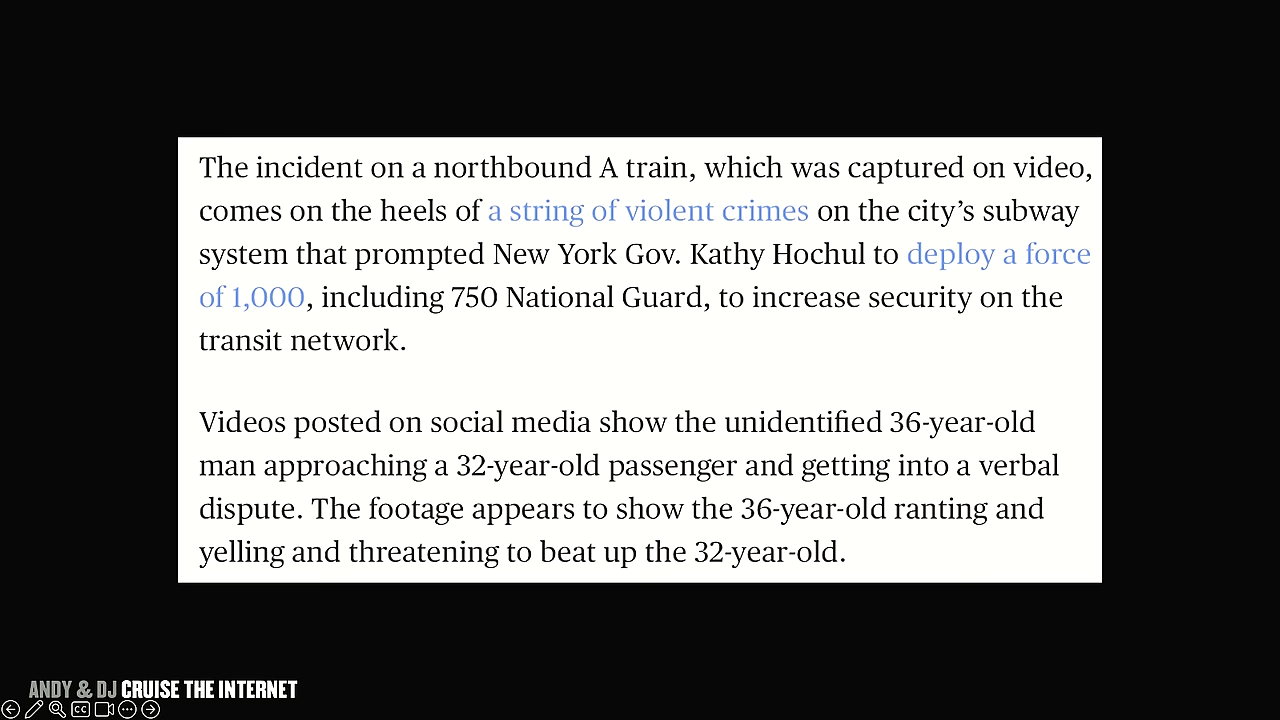 The incident on a northbound A train, which was captured on video,
comes on the heels of a string of violent crimes on the city’s subway
system that prompted New York Gov. Kathy Hochul to deploy a force
of 1,000, including 750 National Guard, to increase security on the
transit network.
Videos posted on social media show the unidentified 36-year-old
man approaching a 32-year-old passenger and getting into a verbal
dispute. The footage appears to show the 36-year-old ranting and
yelling and threatening to beat up the 32-year-old.
ANDY & DJ CRUISE THE INTERNET
CC